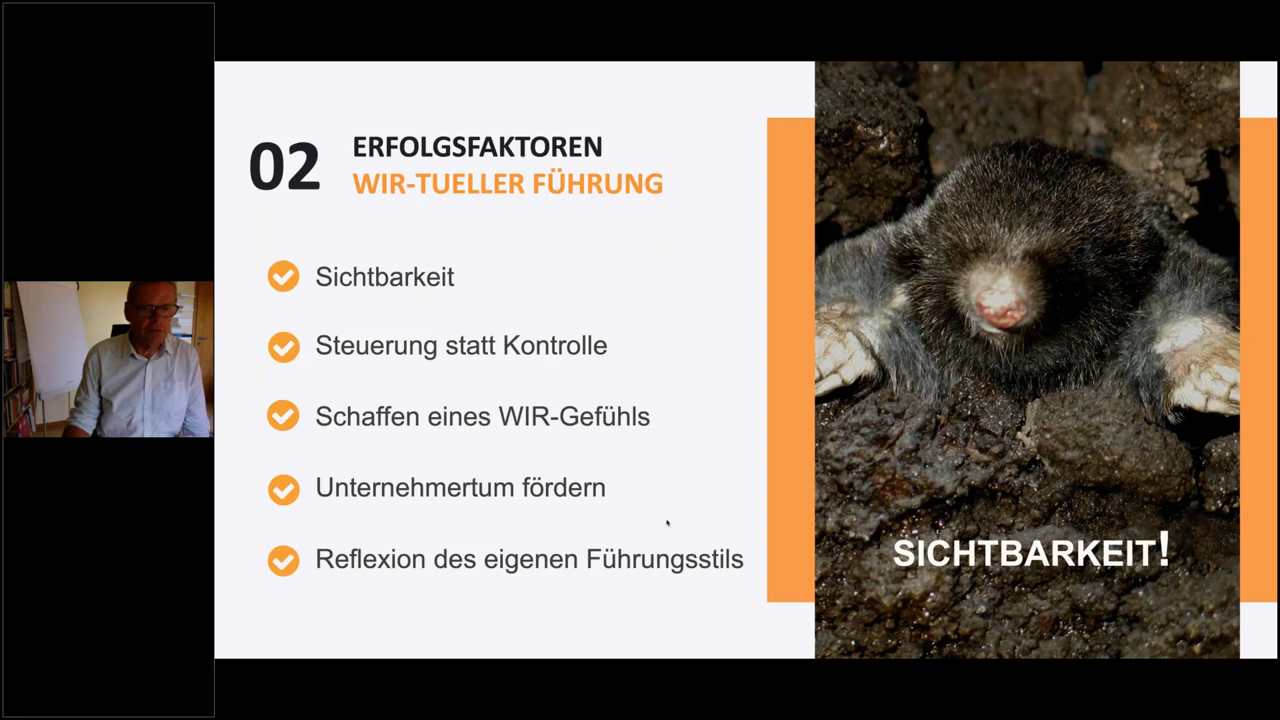 02
ERFOLGSFAKTOREN
WIR-TUELLER FÜHRUNG
Sichtbarkeit
Steuerung statt Kontrolle
Schaffen eines WIR-Gefühls
Unternehmertum fördern
Reflexion des eigenen Führungsstils
SICHTBARKEIT!